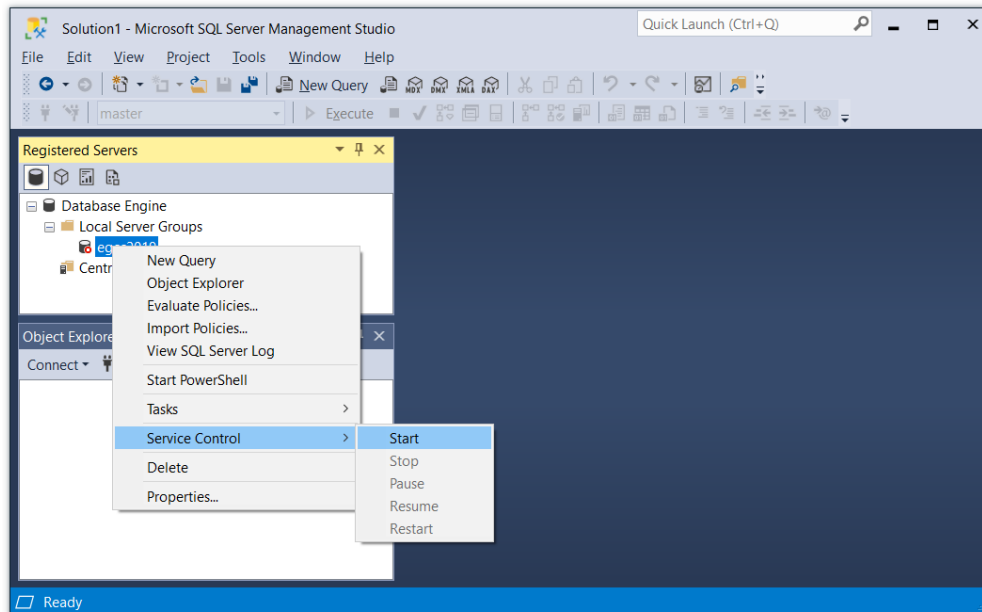 Solution1 - Microsoft SQL Server Management Studio
Quick Launch (Ctrl+Q)
File Edit View Project Tools Window Help
New Query MDX DMX XMLA DAX
master Execute
Registered Servers
Database Engine
Local Server Groups
Centr
New Query
Object Explorer
Evaluate Policies...
Import Policies...
View SQL Server Log
Start PowerShell
Tasks
Service Control
Delete
Properties...
Start
Stop
Pause
Resume
Restart
Object Explore
Connect
Ready